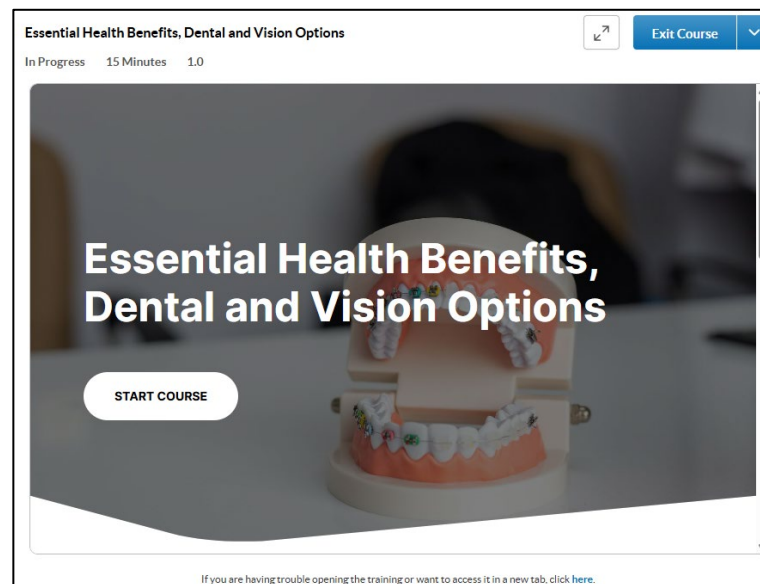 Essential Health Benefits, Dental and Vision Options
Exit Course
In Progress 15 Minutes 1.0
Essential Health Benefits,
Dental and Vision Options
START COURSE
If you are having trouble opening the training or want to access it in a new tab, click here.